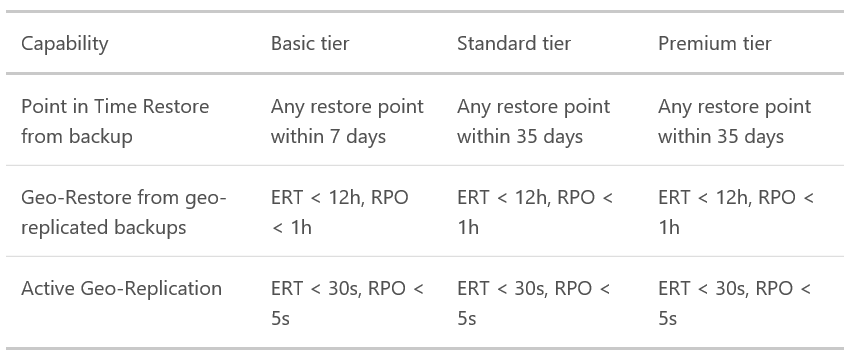 Capability Basic tier Standard tier Premium tier
Point in Time Restore Any restore point Any restore point Any restore point
from backup within 7 days within 35 days within 35 days
Geo-Restore from geo- ERT < 12h, RPO ERT < 12h, RPO < ERT < 12h, RPO <
replicated backups < 1h 1h 1h
Active Geo-Replication ERT < 30s, RPO < ERT < 30s, RPO < ERT < 30s, RPO <
5s 5s 5s